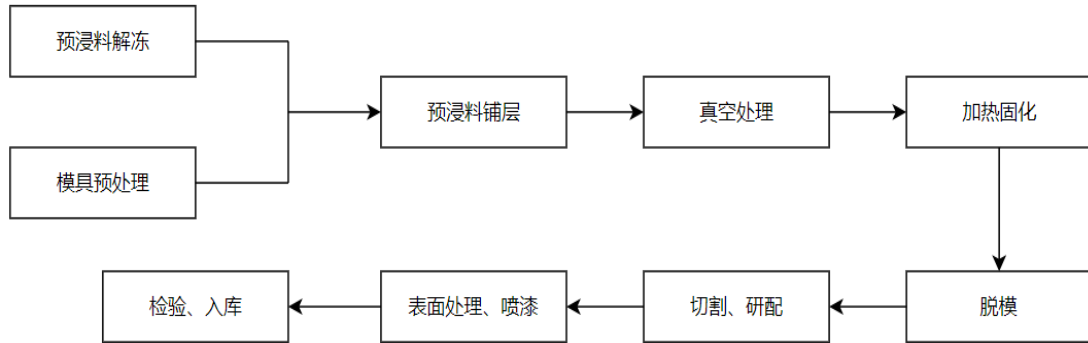 预浸料解冻
模具预处理
预浸料铺层
真空处理
加热固化
脱模
切割、研配
表面处理、喷漆
检验、入库